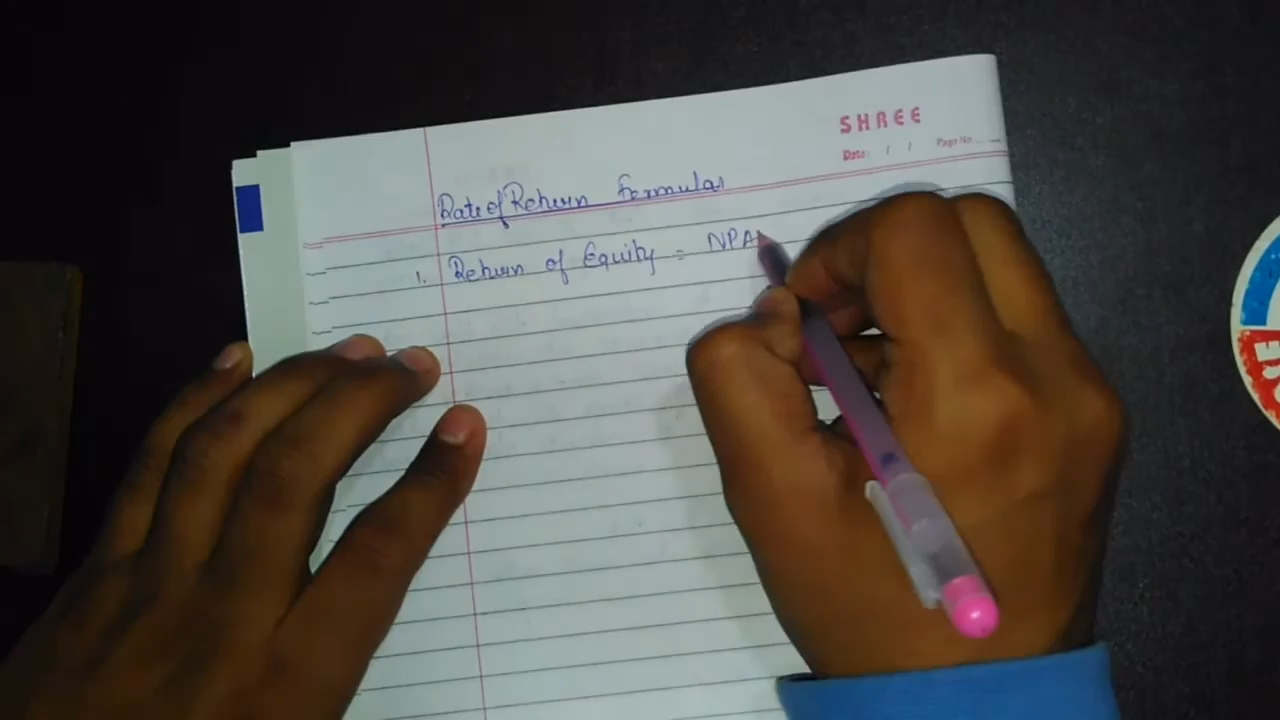 SHREE
Date: / / Page No.
Rate of Return Formulas
1. Return of Equity = NPA